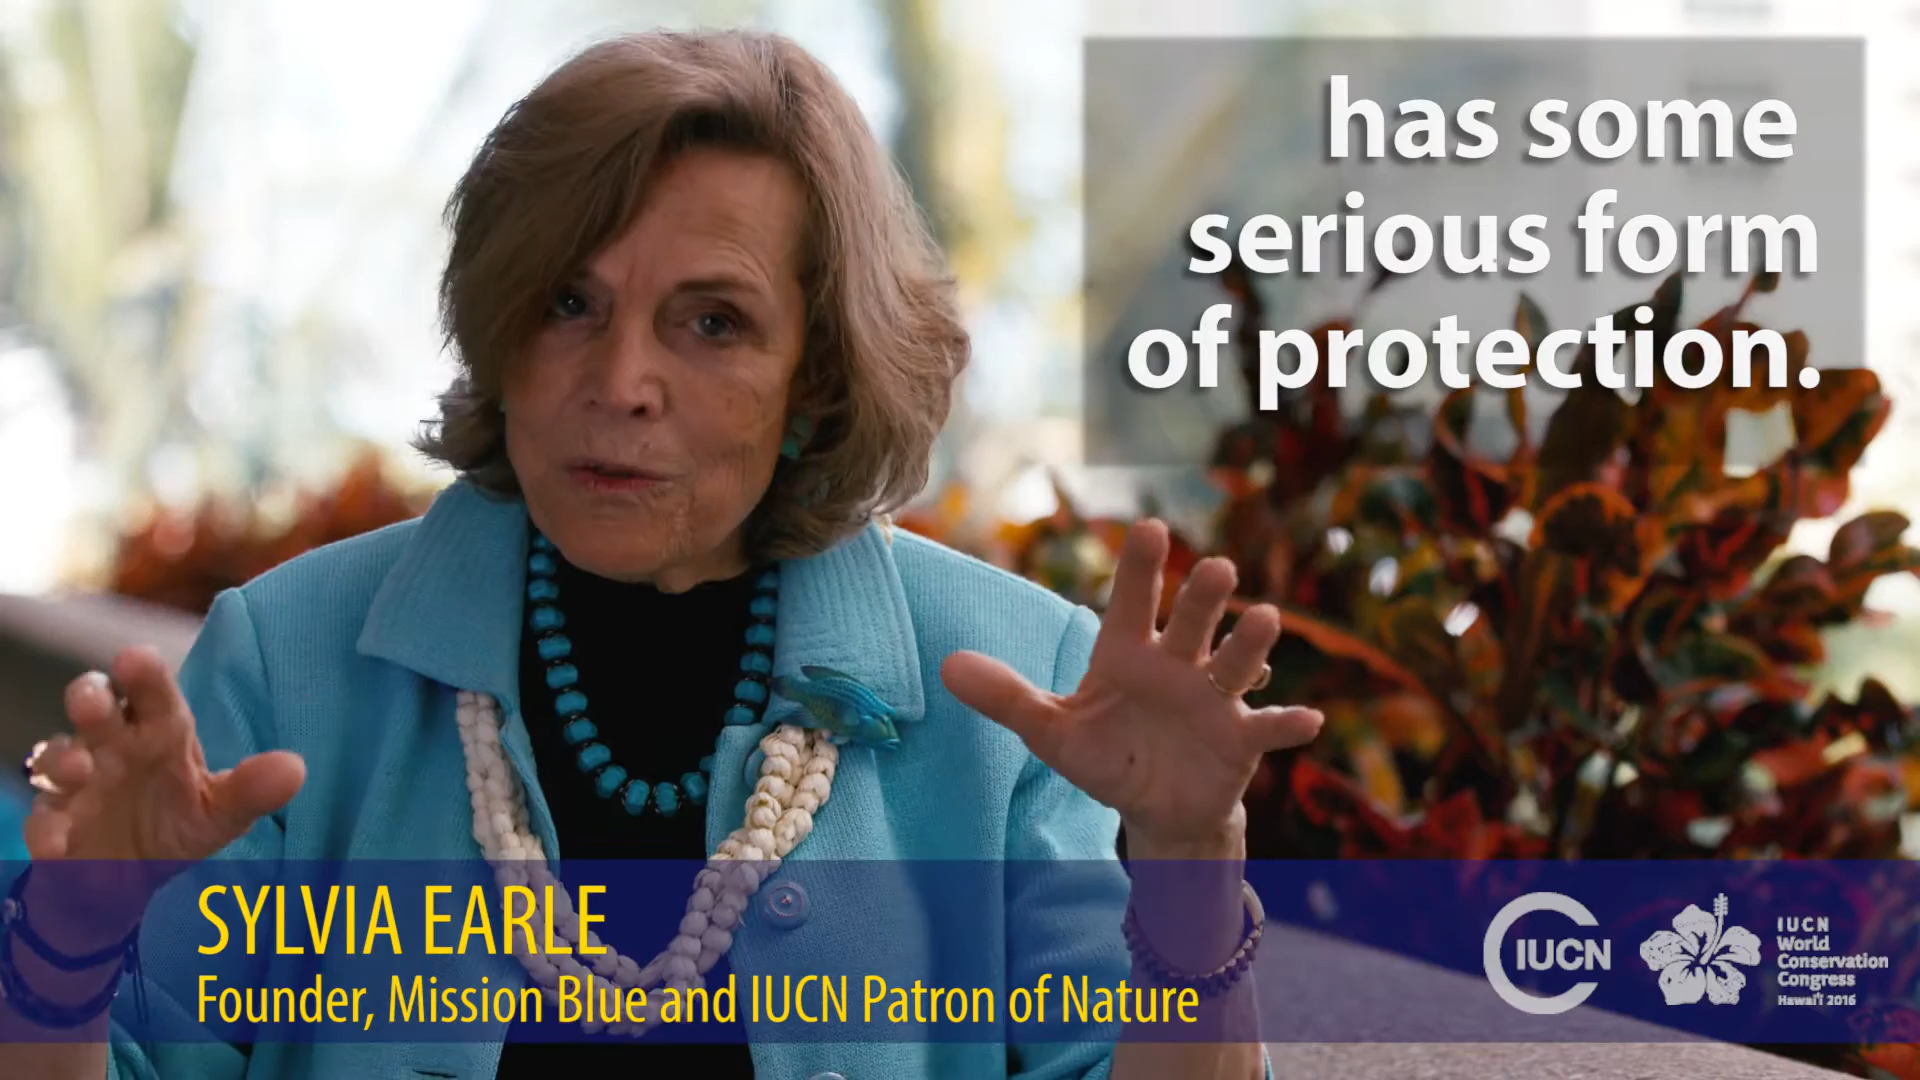 has some
serious form
of protection.
SYLVIA EARLE
Founder, Mission Blue and IUCN Patron of Nature
IUCN
IUCN
World
Conservation
Congress
Hawai'i 2016